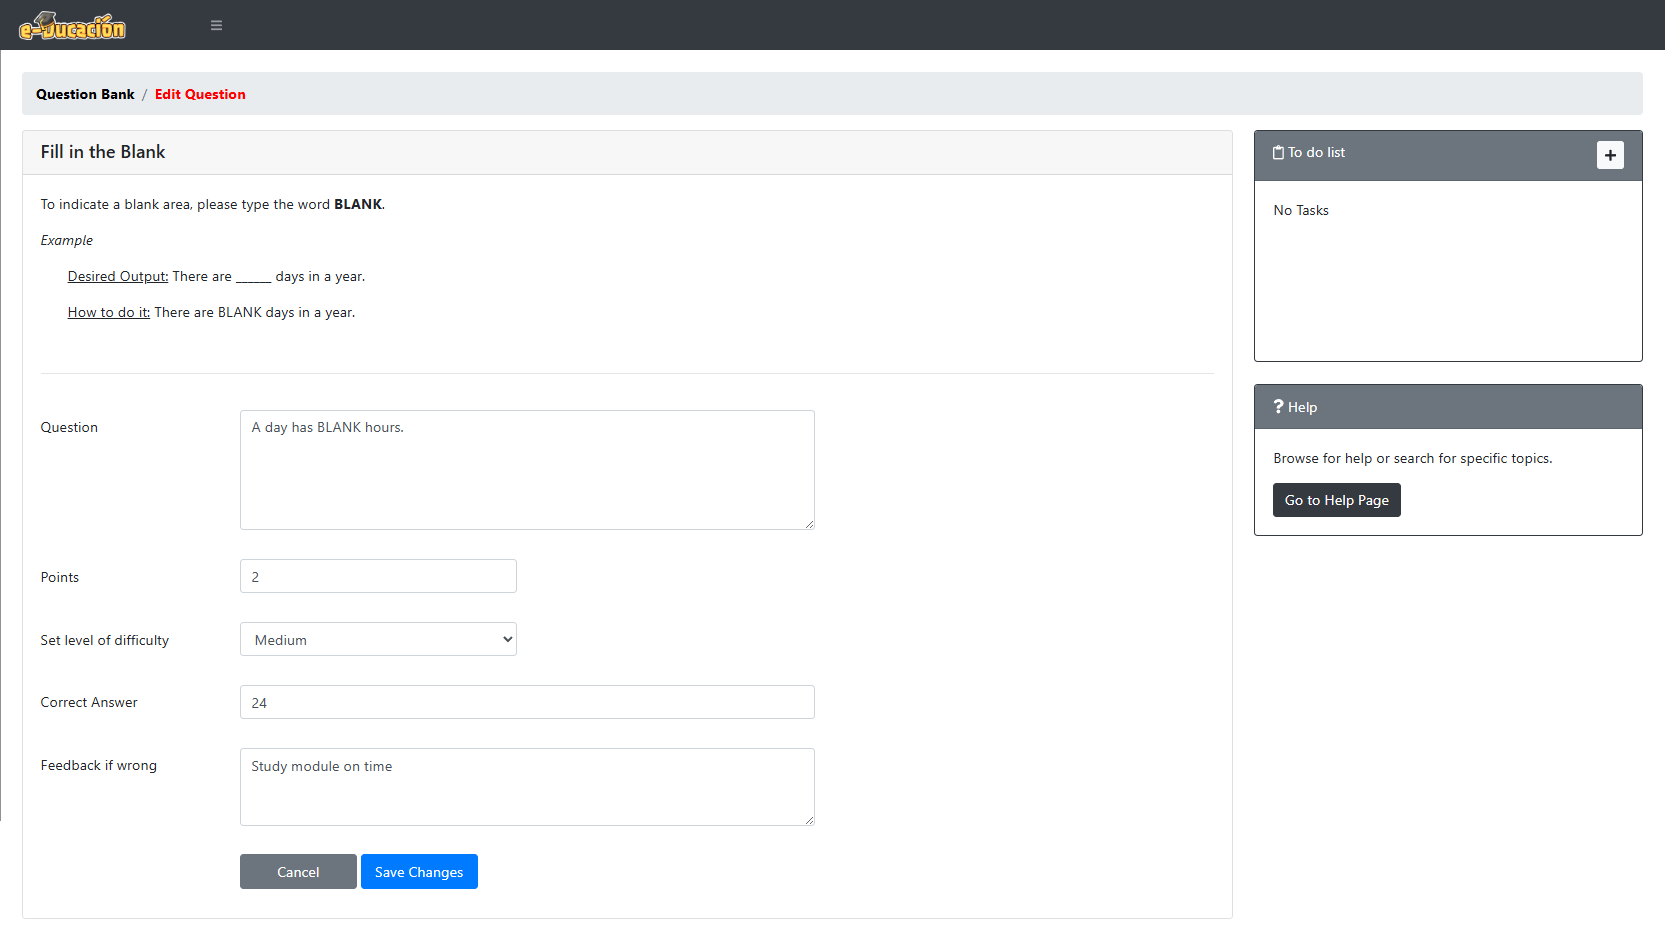 e-Ducación
Question Bank / Edit Question
Fill in the Blank
To indicate a blank area, please type the word BLANK.
Example
Desired Output: There are ______ days in a year.
How to do it: There are BLANK days in a year.
Question
A day has BLANK hours.
Points
2
Set level of difficulty
Medium
Correct Answer
24
Feedback if wrong
Study module on time
Cancel
Save Changes
To do list
+
No Tasks
? Help
Browse for help or search for specific topics.
Go to Help Page